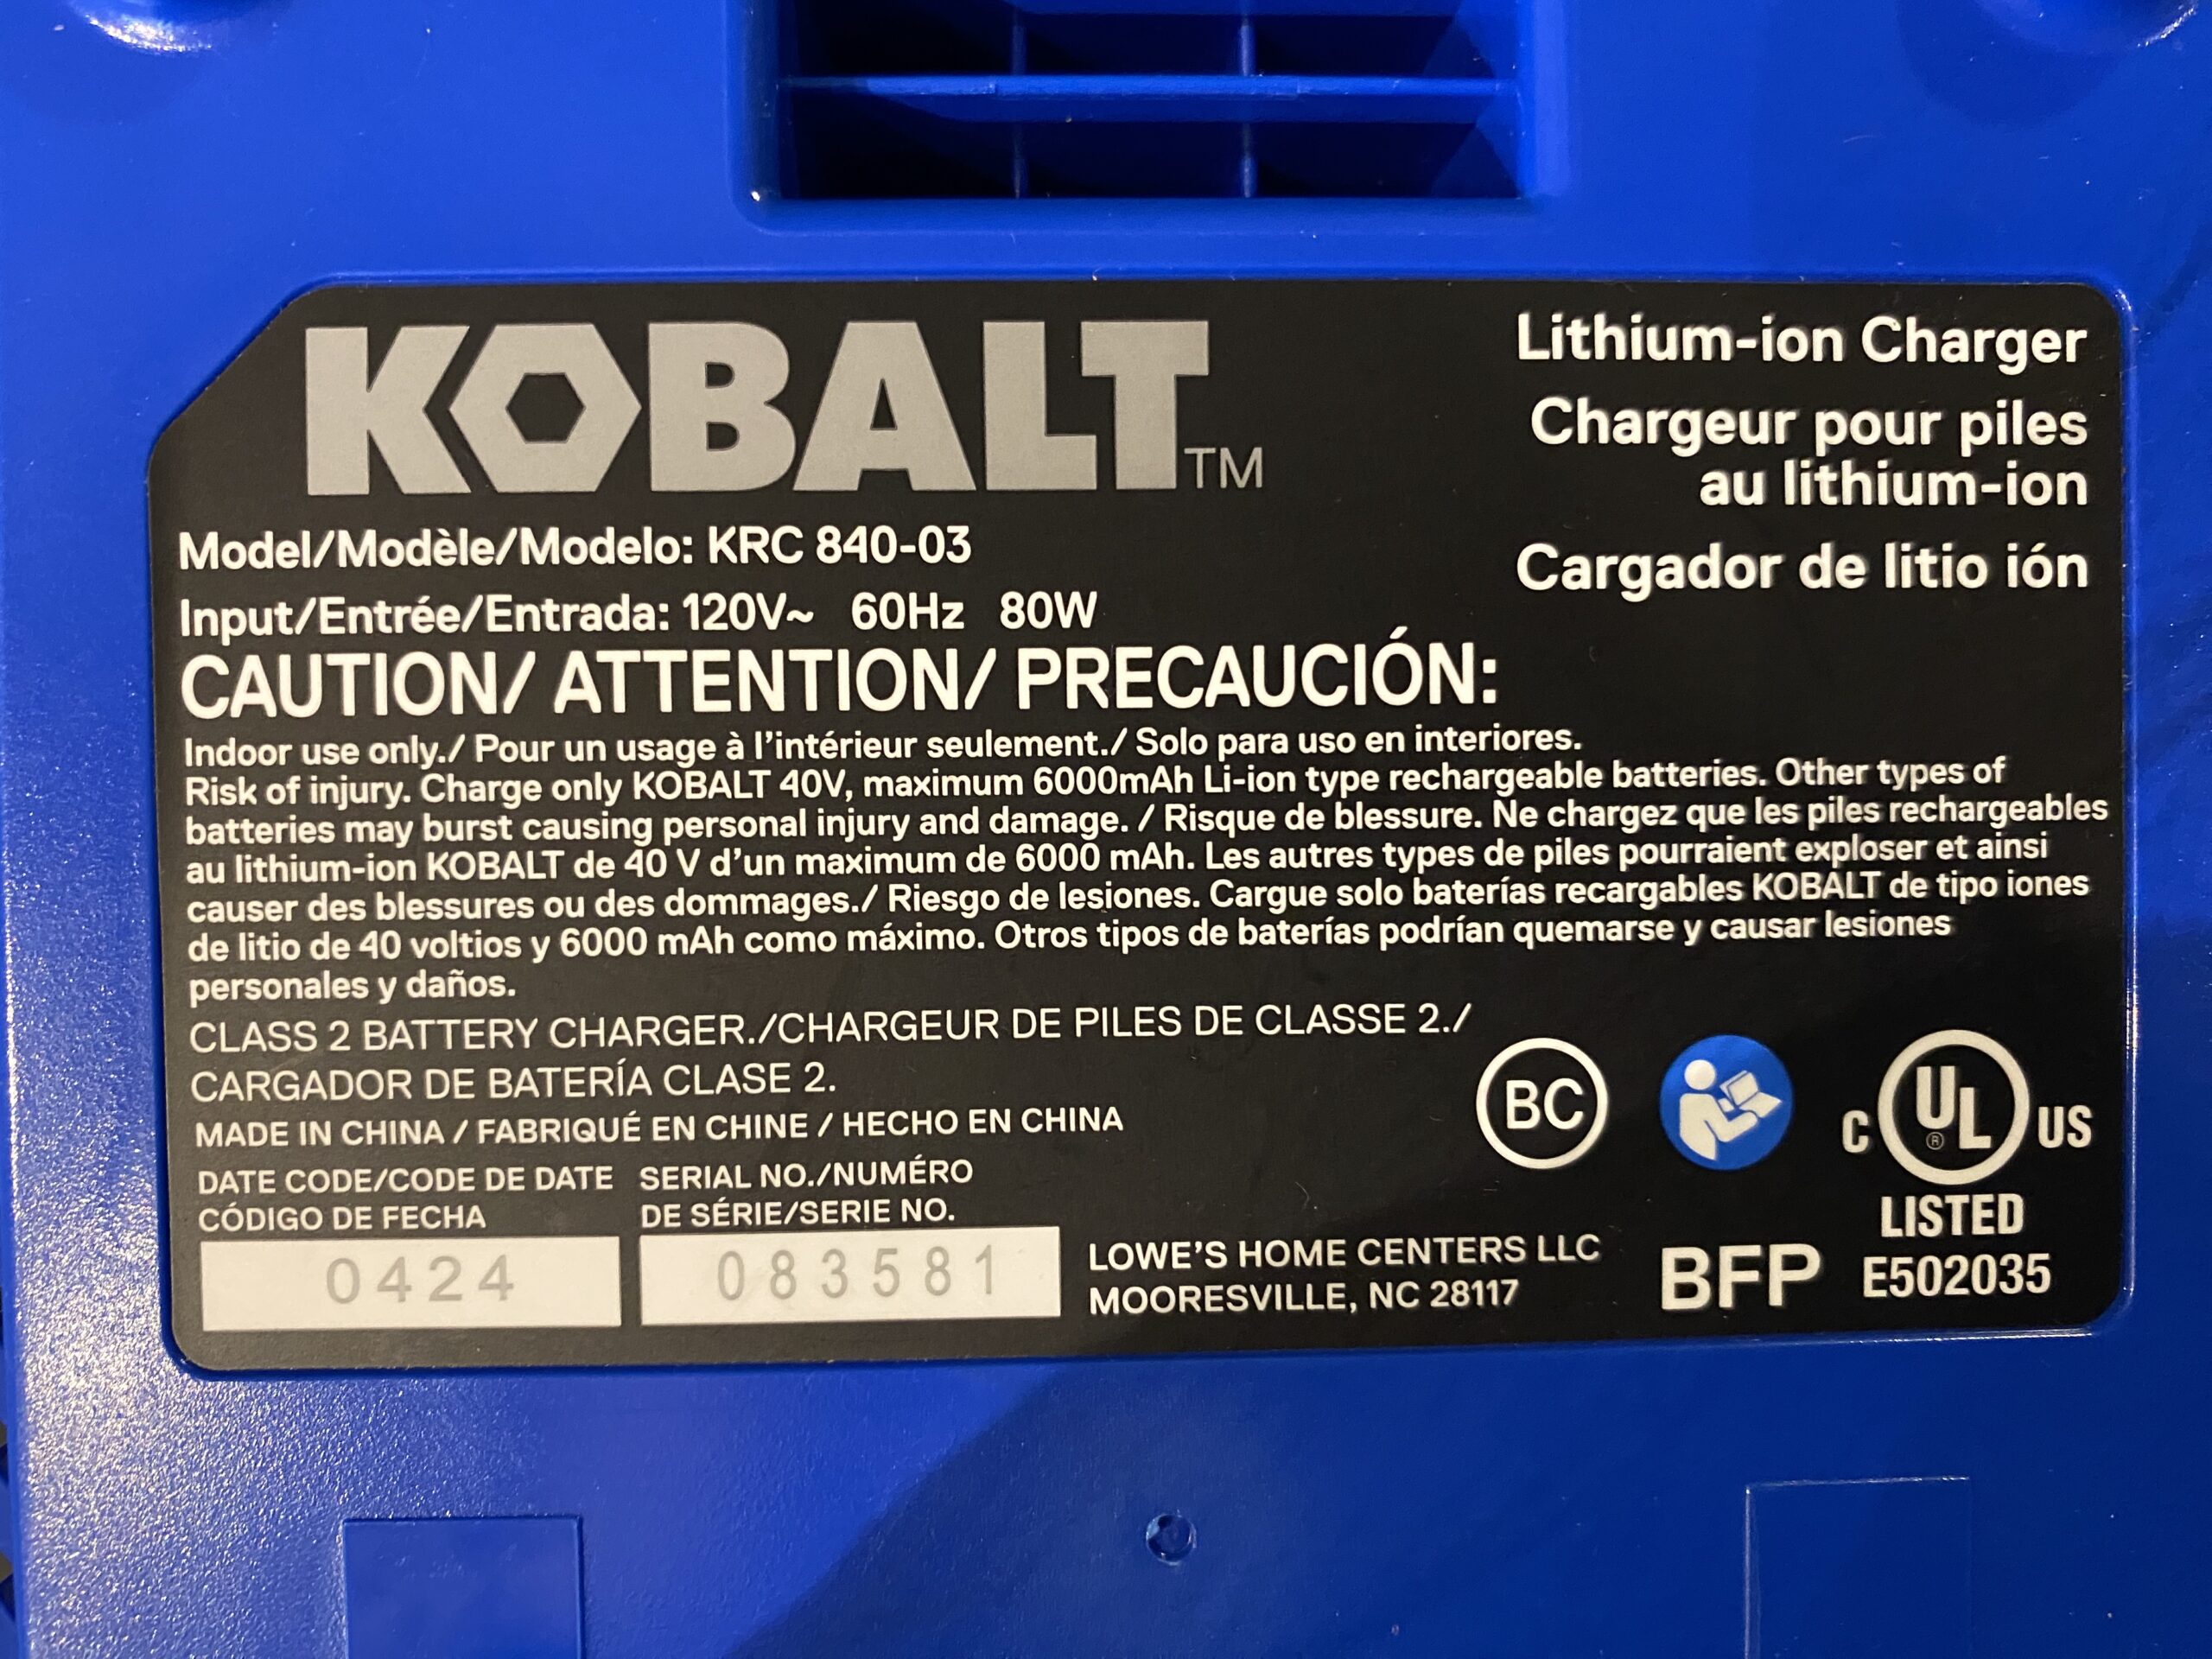 KOBALT™
Lithium-ion Charger
Chargeur pour piles
au lithium-ion
Cargador de litio ión
Model/Modèle/Modelo: KRC 840-03
Input/Entrée/Entrada: 120V~ 60Hz 80W
CAUTION/ ATTENTION/ PRECAUCIÓN:
Indoor use only./ Pour un usage à l'intérieur seulement./ Solo para uso en interiores.
Risk of injury. Charge only KOBALT 40V, maximum 6000mAh Li-ion type rechargeable batteries. Other types of
batteries may burst causing personal injury and damage. / Risque de blessure. Ne chargez que les piles rechargeables
au lithium-ion KOBALT de 40 V d'un maximum de 6000 mAh. Les autres types de piles pourraient exploser et ainsi
causer des blessures ou des dommages./ Riesgo de lesiones. Cargue solo baterías recargables KOBALT de tipo iones
de litio de 40 voltios y 6000 mAh como máximo. Otros tipos de baterías podrían quemarse y causar lesiones
personales y daños.
CLASS 2 BATTERY CHARGER./CHARGEUR DE PILES DE CLASSE 2./
CARGADOR DE BATERÍA CLASE 2.
MADE IN CHINA / FABRIQUÉ EN CHINE / HECHO EN CHINA
DATE CODE/CODE DE DATE
CÓDIGO DE FECHA
0424
SERIAL NO./NUMÉRO
DE SÉRIE/SERIE NO.
083581
LOWE'S HOME CENTERS LLC
MOORESVILLE, NC 28117
BC
BFP
C UL® US
LISTED
E502035